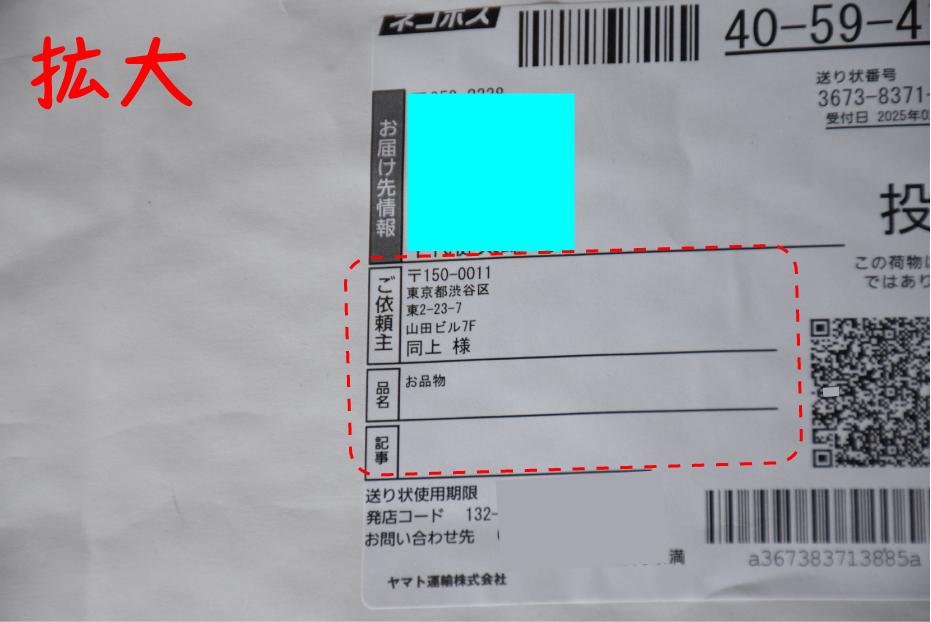 拡大
ネコポス
40-59-4
送り状番号
3673-8371-
受付日 2025年0
お届け先情報
投
この荷物に
ではあり
ご依頼主
〒150-0011
東京都渋谷区
東2-23-7
山田ビル7F
同上 様
品名
お品物
記事
送り状使用期限
発店コード 132-
お問い合わせ先
満
a367383713885a
ヤマト運輸株式会社